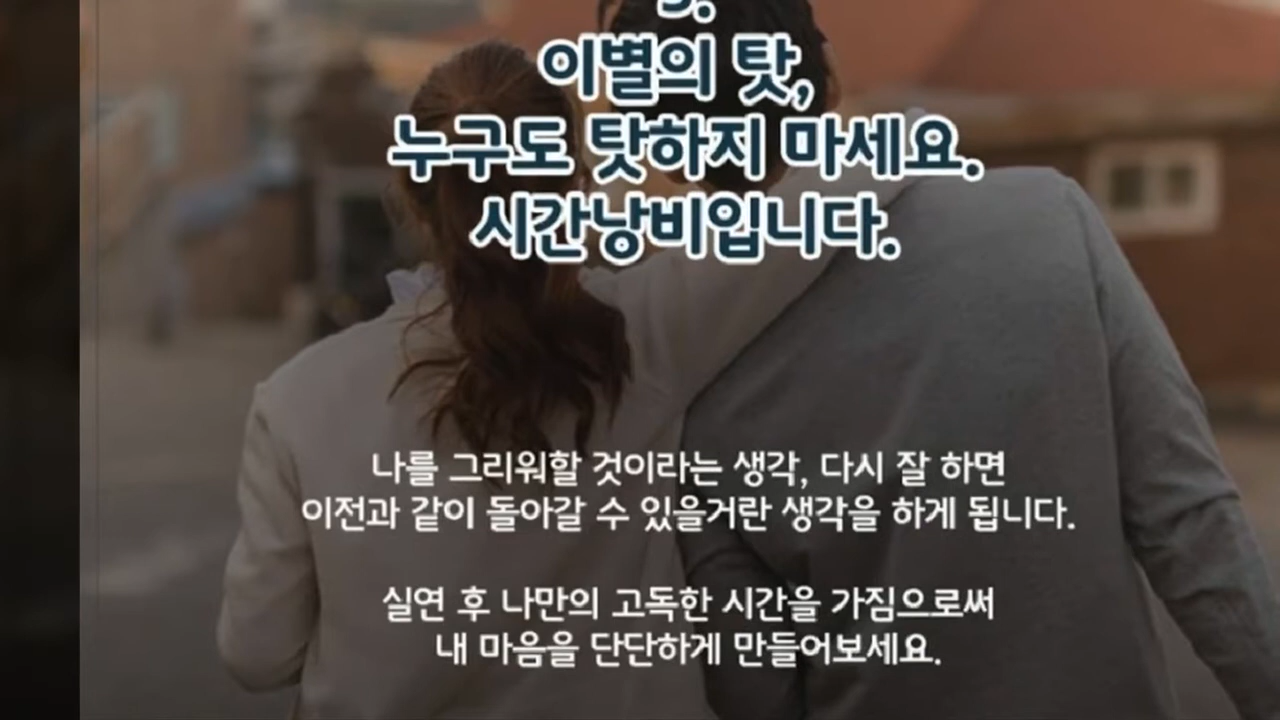 이별의 탓,
누구도 탓하지 마세요.
시간낭비입니다.
나를 그리워할 것이라는 생각, 다시 잘 하면
이전과 같이 돌아갈 수 있을거란 생각을 하게 됩니다.
실연 후 나만의 고독한 시간을 가짐으로써
내 마음을 단단하게 만들어보세요.